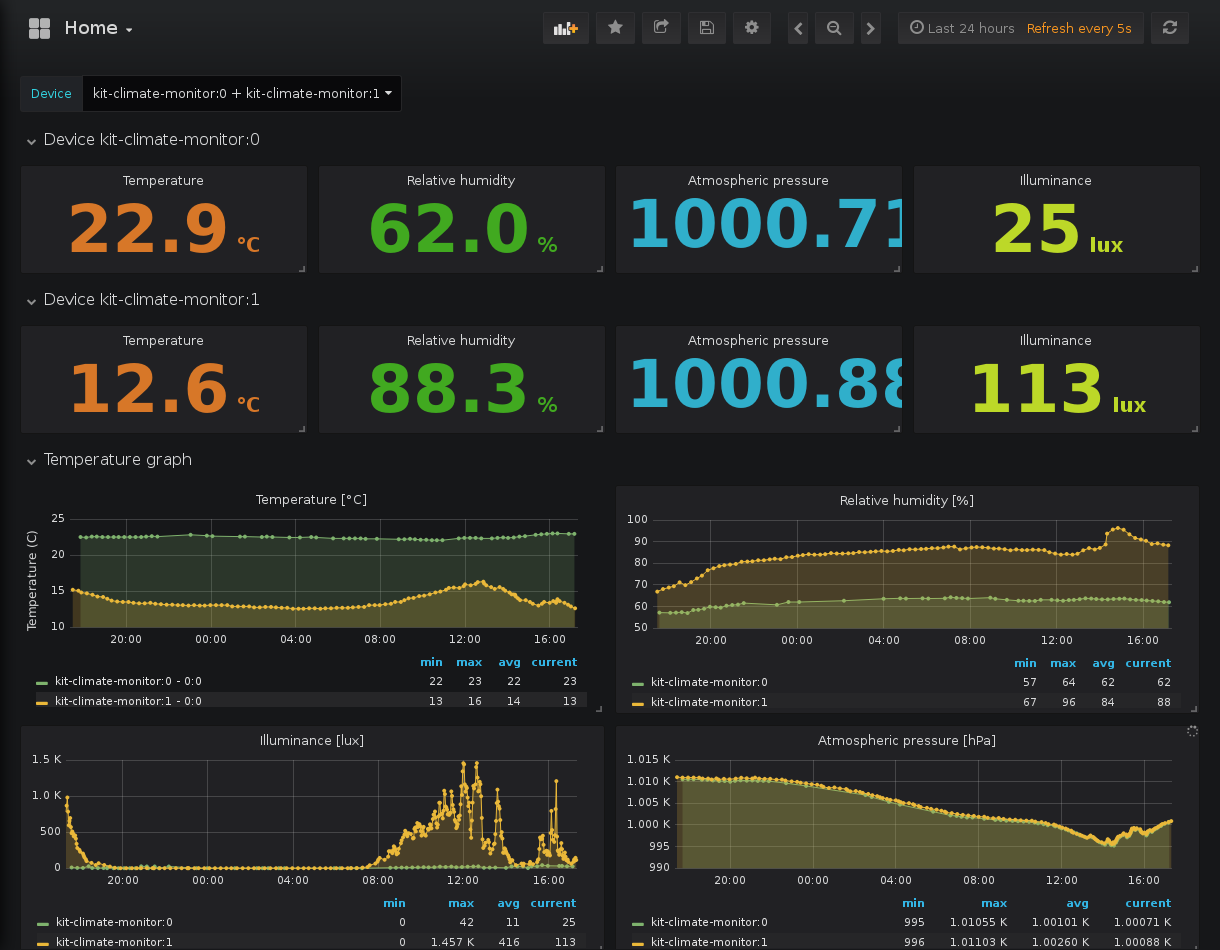 Home
Last 24 hours Refresh every 5s
Device kit-climate-monitor:0 + kit-climate-monitor:1
Device kit-climate-monitor:0
Temperature Relative humidity Atmospheric pressure Illuminance
22.9 °C 62.0 % 1000.71 25 lux
Device kit-climate-monitor:1
Temperature Relative humidity Atmospheric pressure Illuminance
12.6 °C 88.3 % 1000.88 113 lux
Temperature graph
Temperature [°C]
Temperature (C)
25
20
15
10
20:00 00:00 04:00 08:00 12:00 16:00
min max avg current
kit-climate-monitor:0 - 0:0 22 23 22 23
kit-climate-monitor:1 - 0:0 13 16 14 13
Relative humidity [%]
100
90
80
70
60
50
20:00 00:00 04:00 08:00 12:00 16:00
min max avg current
kit-climate-monitor:0 57 64 62 62
kit-climate-monitor:1 67 96 84 88
Illuminance [lux]
1.5 K
1.0 K
500
0
20:00 00:00 04:00 08:00 12:00 16:00
min max avg current
kit-climate-monitor:0 0 42 11 25
kit-climate-monitor:1 0 1.457 K 416 113
Atmospheric pressure [hPa]
1.015 K
1.010 K
1.005 K
1.000 K
995
990
20:00 00:00 04:00 08:00 12:00 16:00
min max avg current
kit-climate-monitor:0 995 1.01055 K 1.00101 K 1.00071 K
kit-climate-monitor:1 996 1.01103 K 1.00260 K 1.00088 K